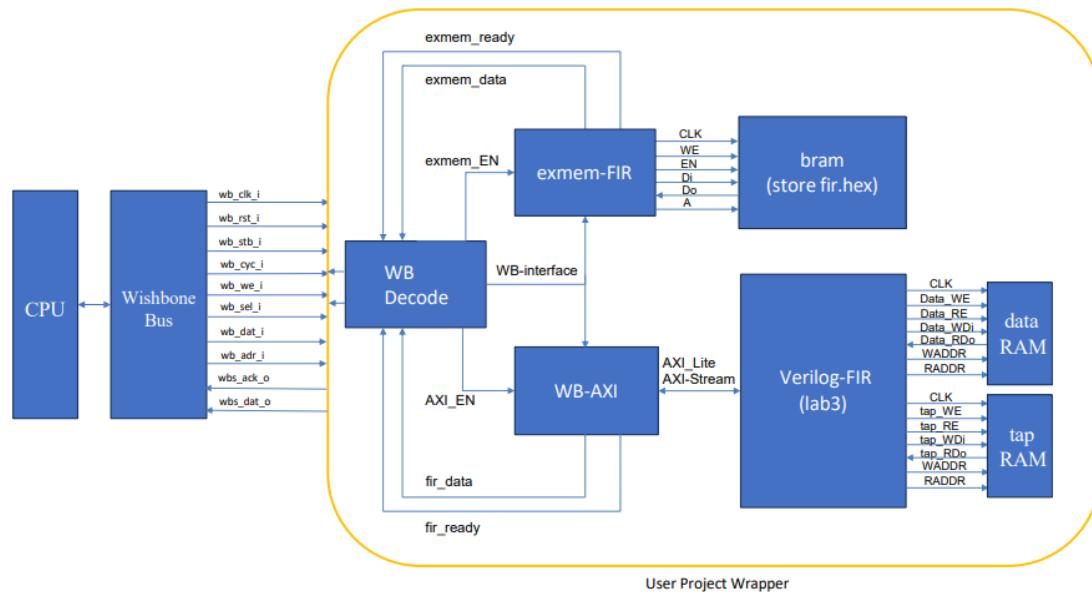 CPU
Wishbone
Bus
wb_clk_i
wb_rst_i
wb_stb_i
wb_cyc_i
wb_we_i
wb_sel_i
wb_dat_i
wb_adr_i
wbs_ack_o
wbs_dat_o
exmem_ready
exmem_data
exmem_EN
WB
Decode
WB-interface
AXI_EN
fir_data
fir_ready
exmem-FIR
CLK
WE
EN
Di
Do
A
bram
(store fir.hex)
WB-AXI
AXI_Lite
AXI-Stream
Verilog-FIR
(lab3)
CLK
Data_WE
Data_RE
Data_WDi
Data_RDo
WADDR
RADDR
data
RAM
CLK
tap_WE
tap_RE
tap_WDi
tap_RDo
WADDR
RADDR
tap
RAM
User Project Wrapper